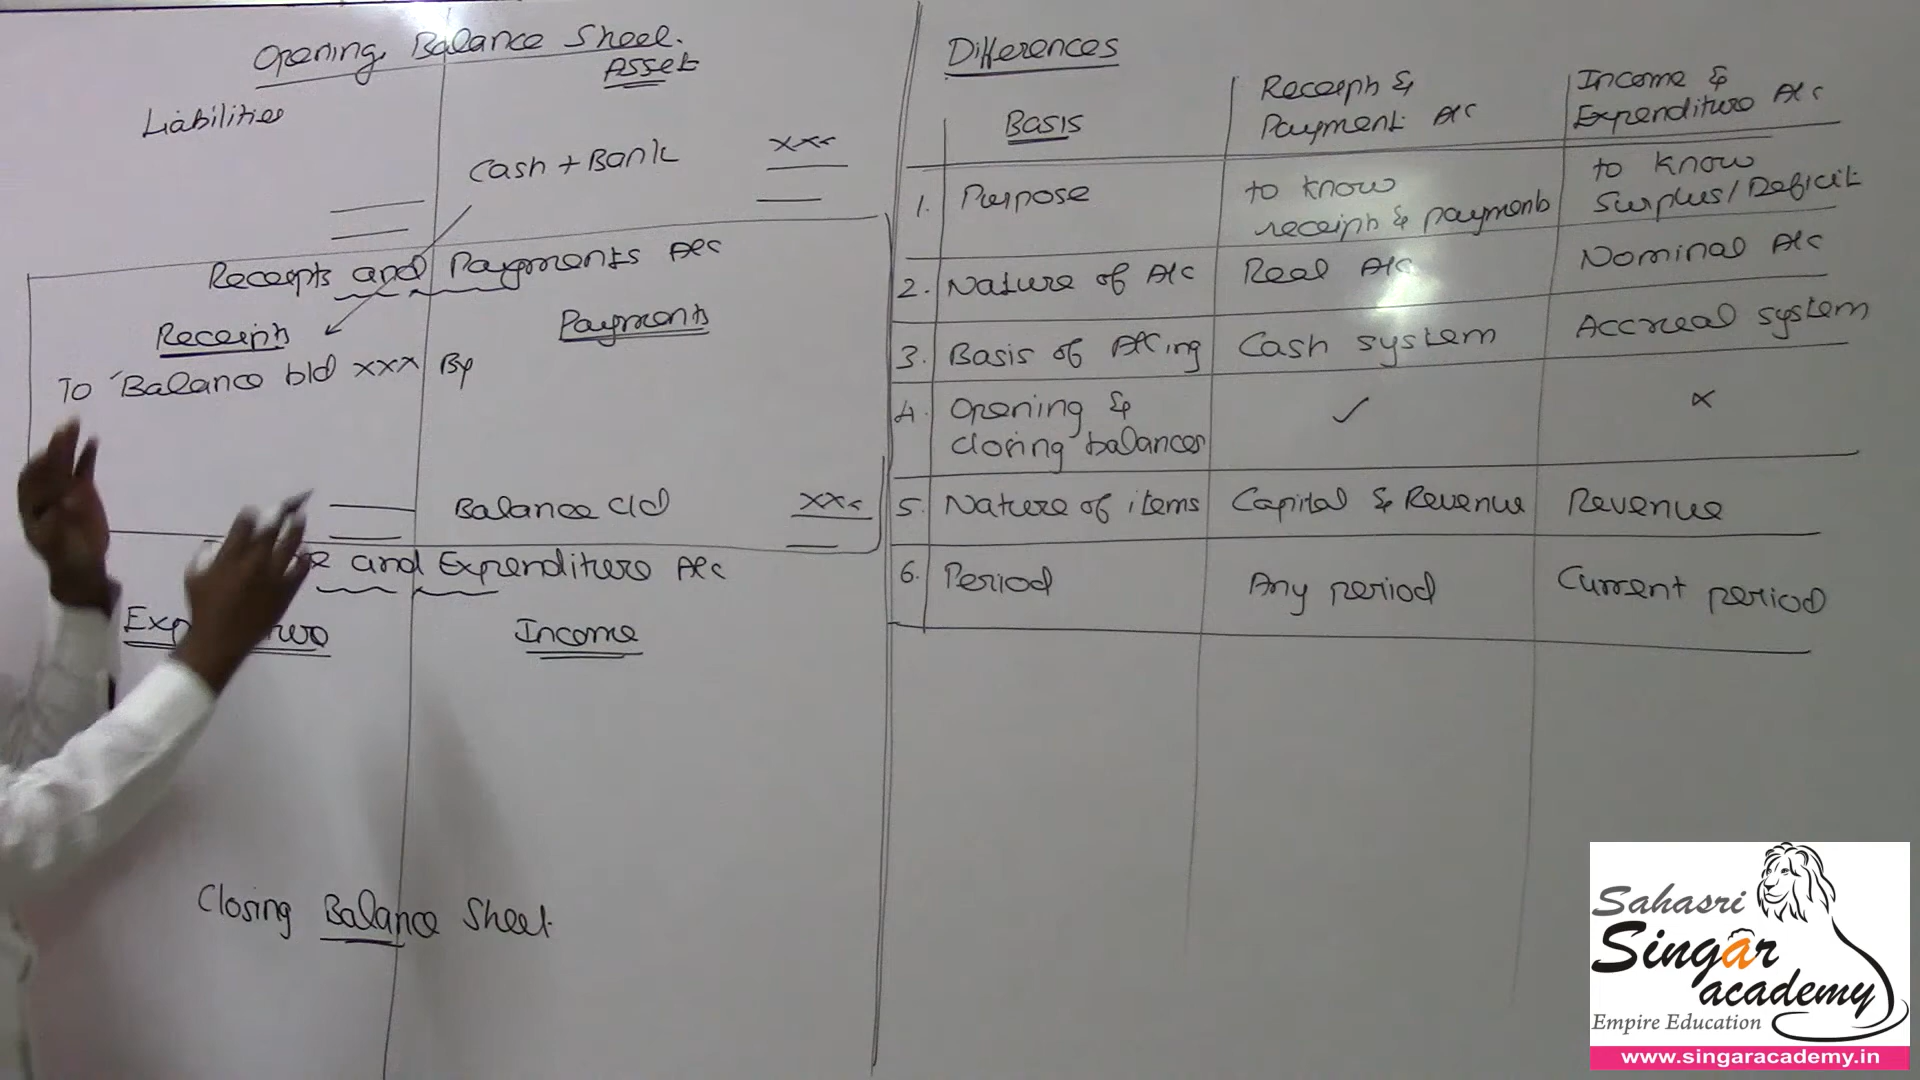 Opening Balance Sheet.
Liabilities
Asset
Cash + Bank xxx
Receipts and Payments A/c
Receipts
Payments
To Balance b/d xxx By
Balance c/d xxx
and Expenditure A/c
Income
Closing Balance Sheet
Differences
Basis
Receipts &
Payment A/c
Income &
Expenditure A/c
1. Purpose
to know
receipts & payments
to know
Surplus/Deficit
2. Nature of A/c Real A/c Nominal A/c
3. Basis of A/cing Cash system Accrual system
4. Opening &
closing balances
✓ ×
5. Nature of items Capital & Revenue Revenue
6. Period Any period Current period
Sahasri
Singar
academy
Empire Education
www.singaracademy.in